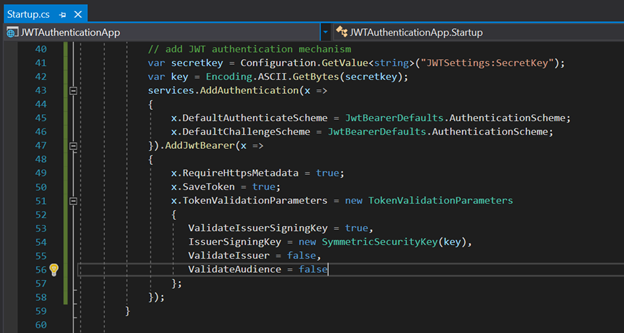 Startup.cs
JWTAuthenticationApp JWTAuthenticationApp.Startup
40 // add JWT authentication mechanism
41 var secretkey = Configuration.GetValue<string>("JWTSettings:SecretKey");
42 var key = Encoding.ASCII.GetBytes(secretkey);
43 services.AddAuthentication(x =>
44 {
45 x.DefaultAuthenticateScheme = JwtBearerDefaults.AuthenticationScheme;
46 x.DefaultChallengeScheme = JwtBearerDefaults.AuthenticationScheme;
47 }).AddJwtBearer(x =>
48 {
49 x.RequireHttpsMetadata = true;
50 x.SaveToken = true;
51 x.TokenValidationParameters = new TokenValidationParameters
52 {
53 ValidateIssuerSigningKey = true,
54 IssuerSigningKey = new SymmetricSecurityKey(key),
55 ValidateIssuer = false,
56 ValidateAudience = false
57 };
58 });
59 }
60